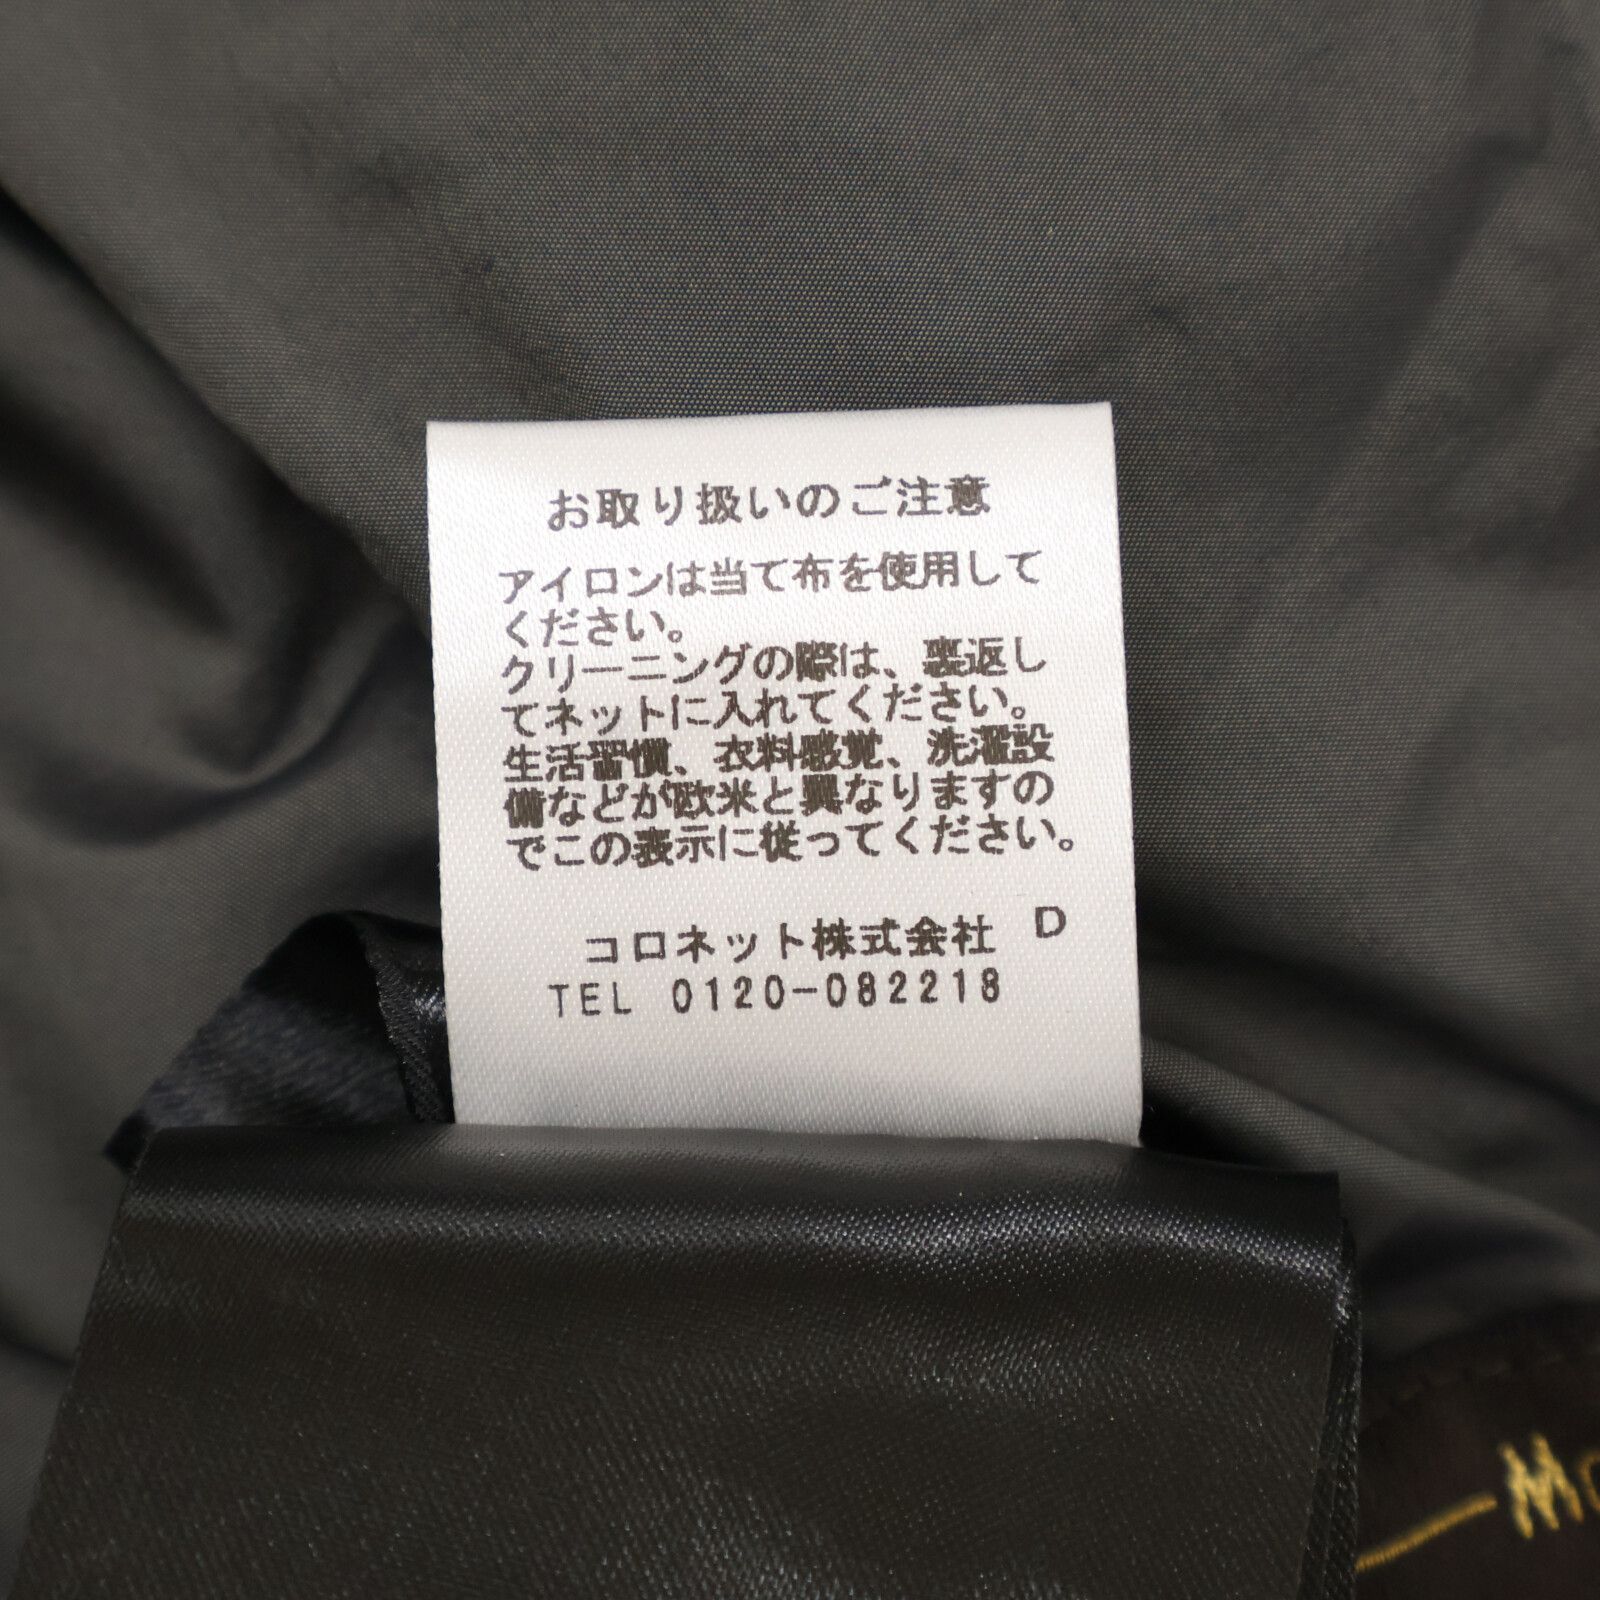 お取り扱いのご注意
アイロンは当て布を使用して
ください。
クリーニングの際は、裏返し
てネットに入れてください。
生活習慣、衣料感覚、洗濯設
備などが欧米と異なりますの
でこの表示に従ってください。
コロネット株式会社 D
TEL 0120-082218